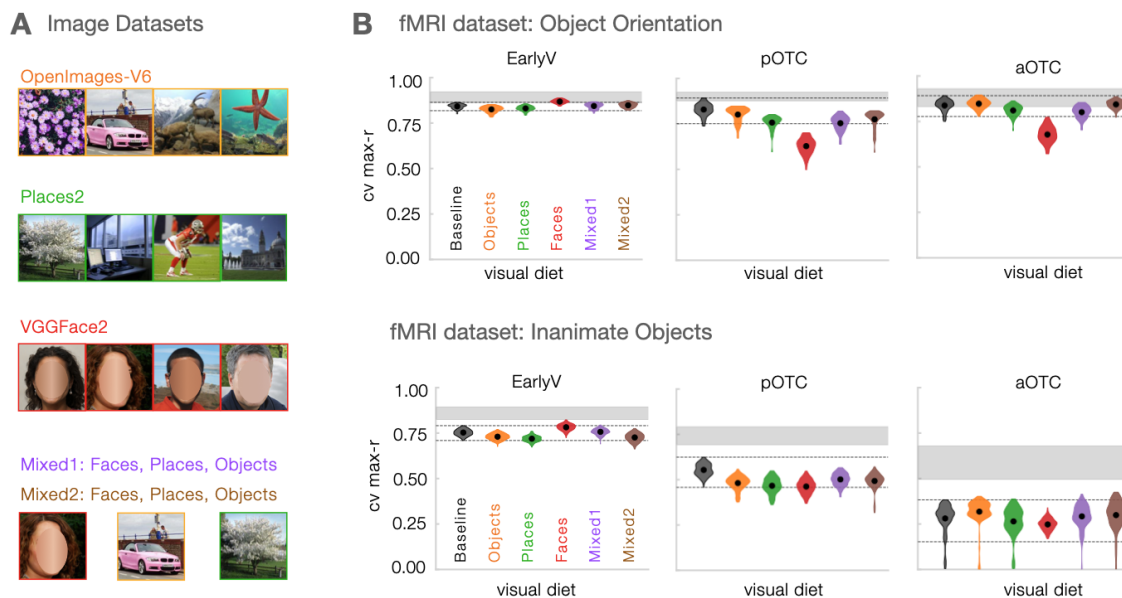 A Image Datasets
OpenImages-V6
Places2
VGGFace2
Mixed1: Faces, Places, Objects
Mixed2: Faces, Places, Objects
B fMRI dataset: Object Orientation
EarlyV
pOTC
aOTC
cv max-r
1.00
0.75
0.50
0.25
0.00
Baseline
Objects
Places
Faces
Mixed1
Mixed2
visual diet
visual diet
visual diet
fMRI dataset: Inanimate Objects
EarlyV
pOTC
aOTC
cv max-r
1.00
0.75
0.50
0.25
0.00
Baseline
Objects
Places
Faces
Mixed1
Mixed2
visual diet
visual diet
visual diet